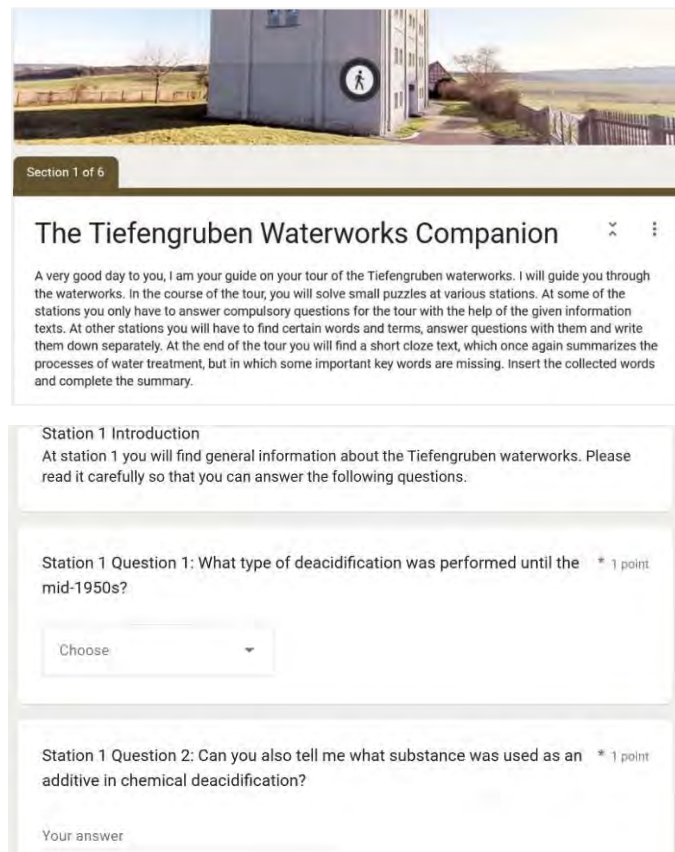 Section 1 of 6
The Tiefengruben Waterworks Companion
A very good day to you, I am your guide on your tour of the Tiefengruben waterworks. I will guide you through
the waterworks. In the course of the tour, you will solve small puzzles at various stations. At some of the
stations you only have to answer compulsory questions for the tour with the help of the given information
texts. At other stations you will have to find certain words and terms, answer questions with them and write
them down separately. At the end of the tour you will find a short cloze text, which once again summarizes the
processes of water treatment, but in which some important key words are missing. Insert the collected words
and complete the summary.
Station 1 Introduction
At station 1 you will find general information about the Tiefengruben waterworks. Please
read it carefully so that you can answer the following questions.
Station 1 Question 1: What type of deacidification was performed until the * 1 point
mid-1950s?
Choose
Station 1 Question 2: Can you also tell me what substance was used as an * 1 point
additive in chemical deacidification?
Your answer